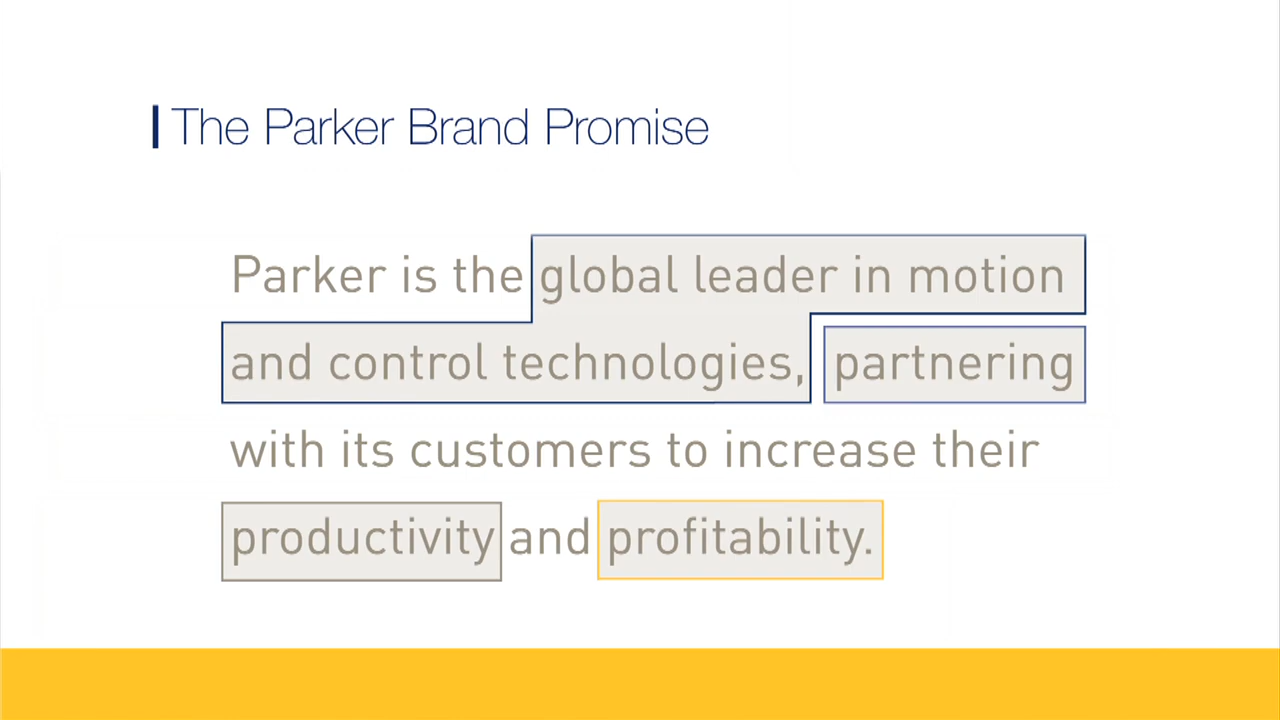 The Parker Brand Promise
Parker is the global leader in motion
and control technologies, partnering
with its customers to increase their
productivity and profitability.